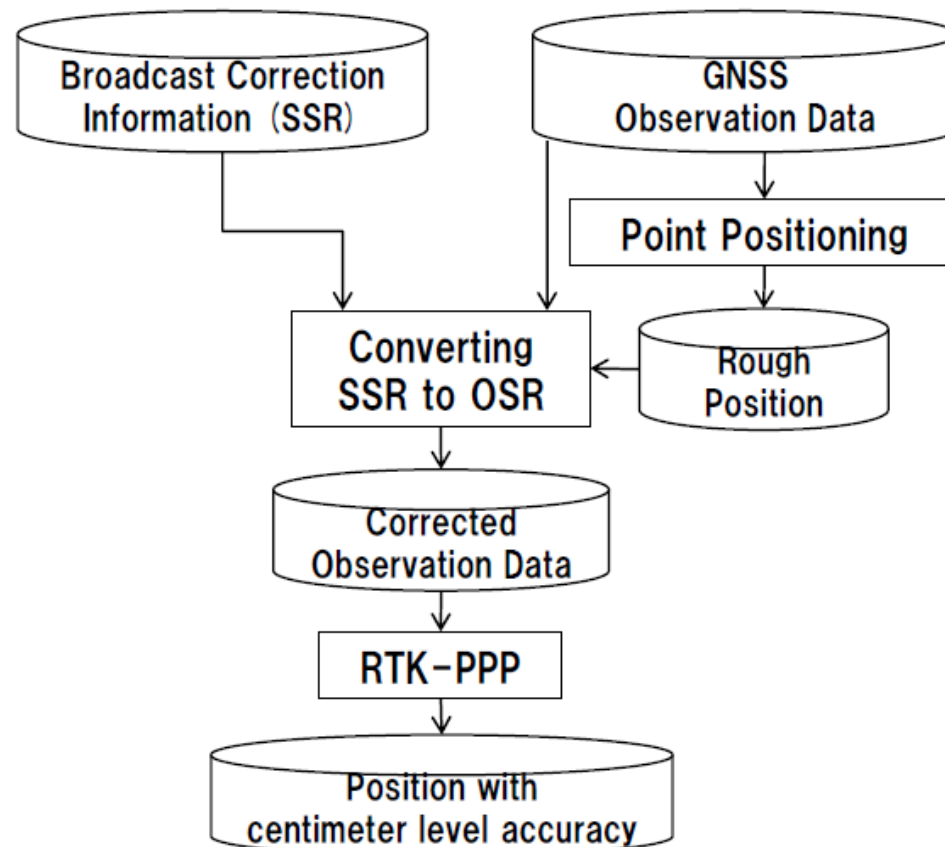 Broadcast Correction
Information (SSR)
GNSS
Observation Data
Point Positioning
Converting
SSR to OSR
Rough
Position
Corrected
Observation Data
RTK-PPP
Position with
centimeter level accuracy